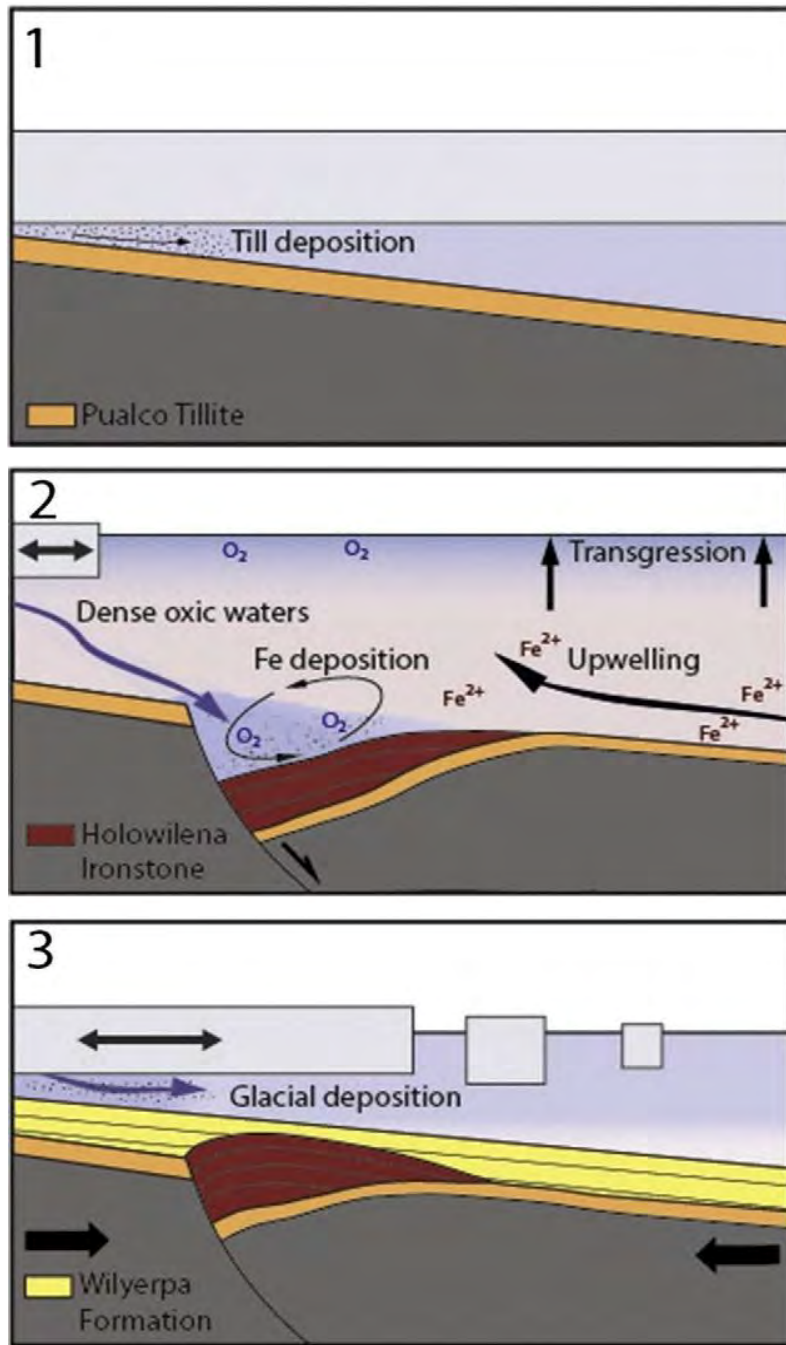 1
Till deposition
Pualco Tillite
2
O2
O2
Transgression
Dense oxic waters
Fe deposition
Fe2+
Upwelling
Fe2+
Fe2+
Fe2+
O2
O2
Holowilena
Ironstone
3
Glacial deposition
Wilyerpa
Formation